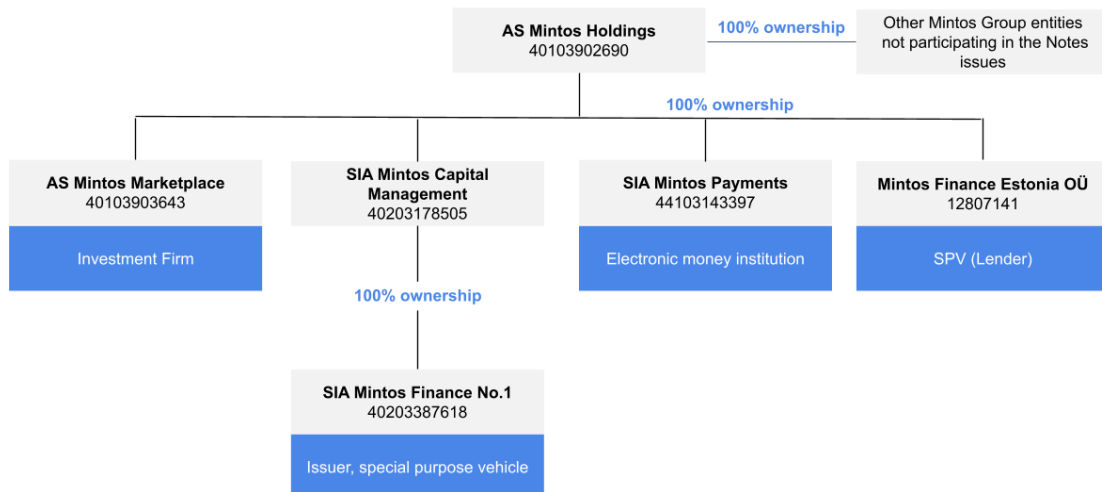 AS Mintos Holdings
40103902690
100% ownership
Other Mintos Group entities
not participating in the Notes
issues
100% ownership
AS Mintos Marketplace
40103903643
Investment Firm
SIA Mintos Capital
Management
40203178505
SIA Mintos Payments
44103143397
Electronic money institution
Mintos Finance Estonia OÜ
12807141
SPV (Lender)
100% ownership
SIA Mintos Finance No.1
40203387618
Issuer, special purpose vehicle